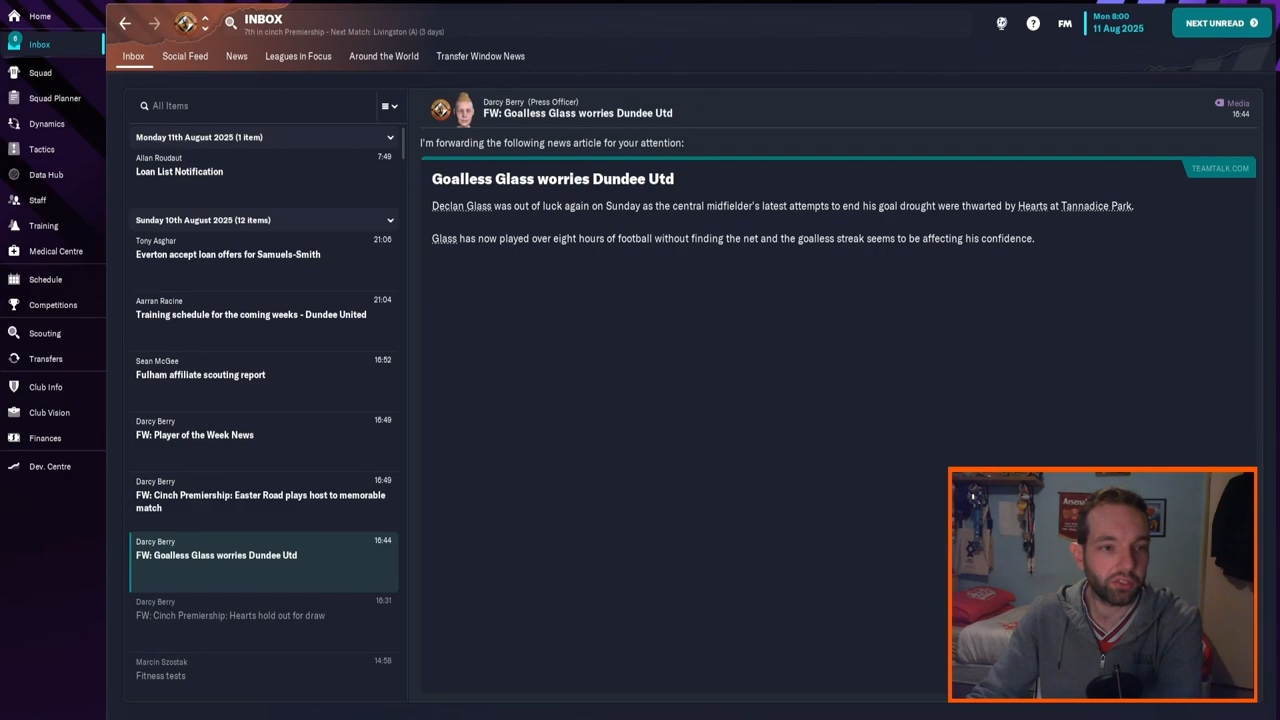 Home
Inbox
6
Squad
Squad Planner
Dynamics
Tactics
Data Hub
Staff
Training
Medical Centre
Schedule
Competitions
Scouting
Transfers
Club Info
Club Vision
Finances
Dev. Centre
INBOX
7th in cinch Premiership - Next Match: Livingston (A) (3 days)
FM
Mon 8:00
11 Aug 2025
NEXT UNREAD
Inbox
Social Feed
News
Leagues in Focus
Around the World
Transfer Window News
All Items
Monday 11th August 2025 (1 item)
Allan Roudaut 7:49
Loan List Notification
Sunday 10th August 2025 (12 items)
Tony Asghar 21:06
Everton accept loan offers for Samuels-Smith
Aarran Racine 21:04
Training schedule for the coming weeks - Dundee United
Sean McGee 16:52
Fulham affiliate scouting report
Darcy Berry 16:49
FW: Player of the Week News
Darcy Berry 16:49
FW: Cinch Premiership: Easter Road plays host to memorable
match
Darcy Berry 16:44
FW: Goalless Glass worries Dundee Utd
Darcy Berry 16:31
FW: Cinch Premiership: Hearts hold out for draw
Marcin Szostak 14:58
Fitness tests
Darcy Berry (Press Officer)
FW: Goalless Glass worries Dundee Utd
Media
16:44
I'm forwarding the following news article for your attention:
TEAMTALK.COM
Goalless Glass worries Dundee Utd
Declan Glass was out of luck again on Sunday as the central midfielder's latest attempts to end his goal drought were thwarted by Hearts at Tannadice Park.
Glass has now played over eight hours of football without finding the net and the goalless streak seems to be affecting his confidence.
Arsenal